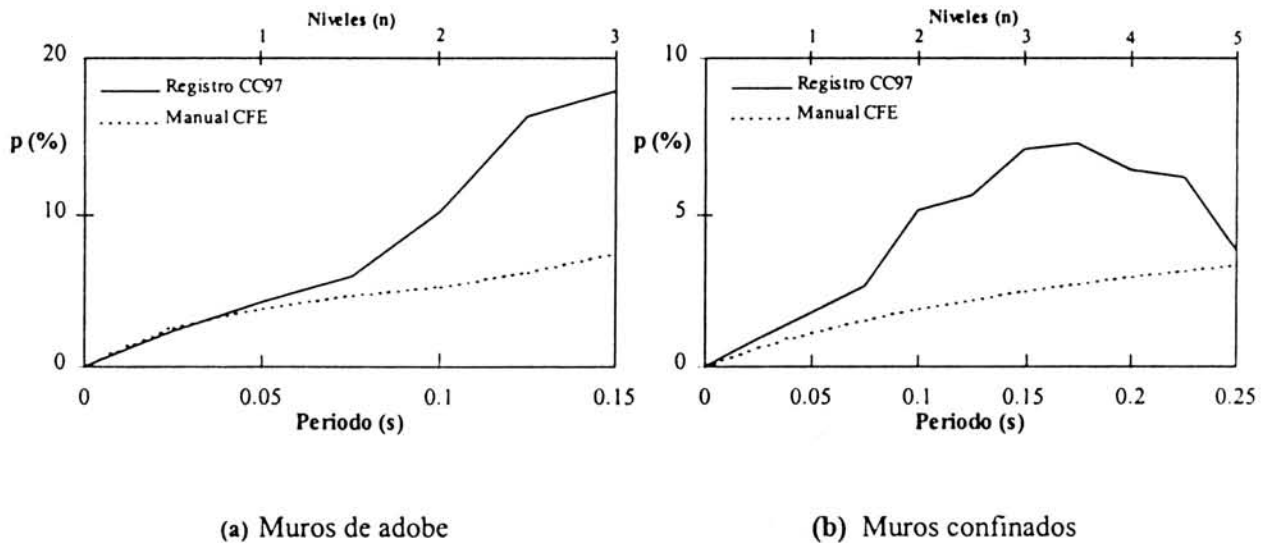 Niveles (n)
1 2 3
20
Registro CC97
Manual CFE
p (%)
10
0
0 0.05 0.1 0.15
Periodo (s)
(a) Muros de adobe
Niveles (n)
1 2 3 4 5
10
Registro CC97
Manual CFE
p (%)
5
0
0 0.05 0.1 0.15 0.2 0.25
Periodo (s)
(b) Muros confinados